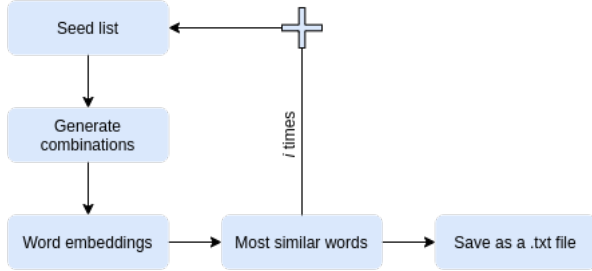 Seed list
Generate
combinations
i times
Word embeddings
Most similar words
Save as a .txt file